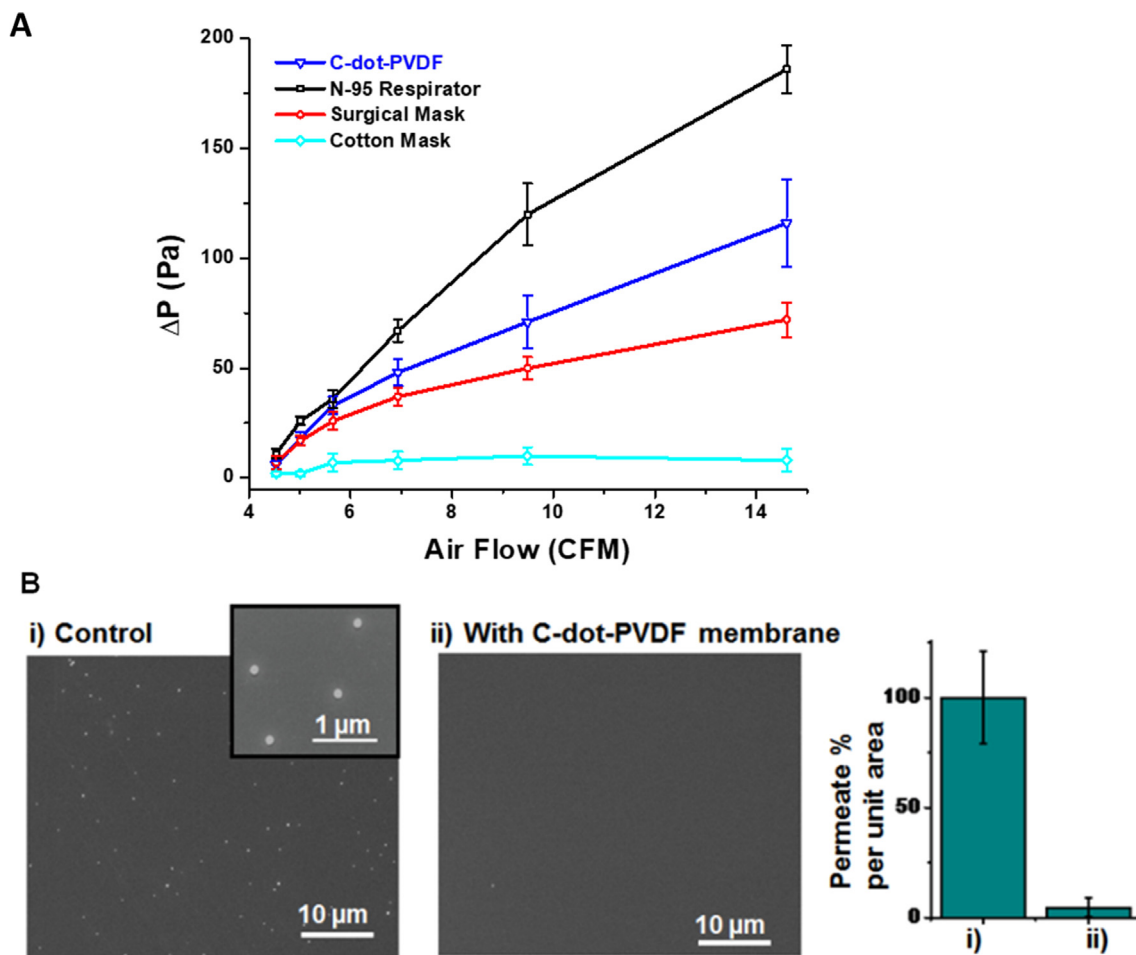 A
200
150
100
50
0
ΔP (Pa)
C-dot-PVDF
N-95 Respirator
Surgical Mask
Cotton Mask
4 6 8 10 12 14
Air Flow (CFM)
B
i) Control
1 µm
10 µm
ii) With C-dot-PVDF membrane
10 µm
Permeate %
per unit area
100
50
0
i) ii)